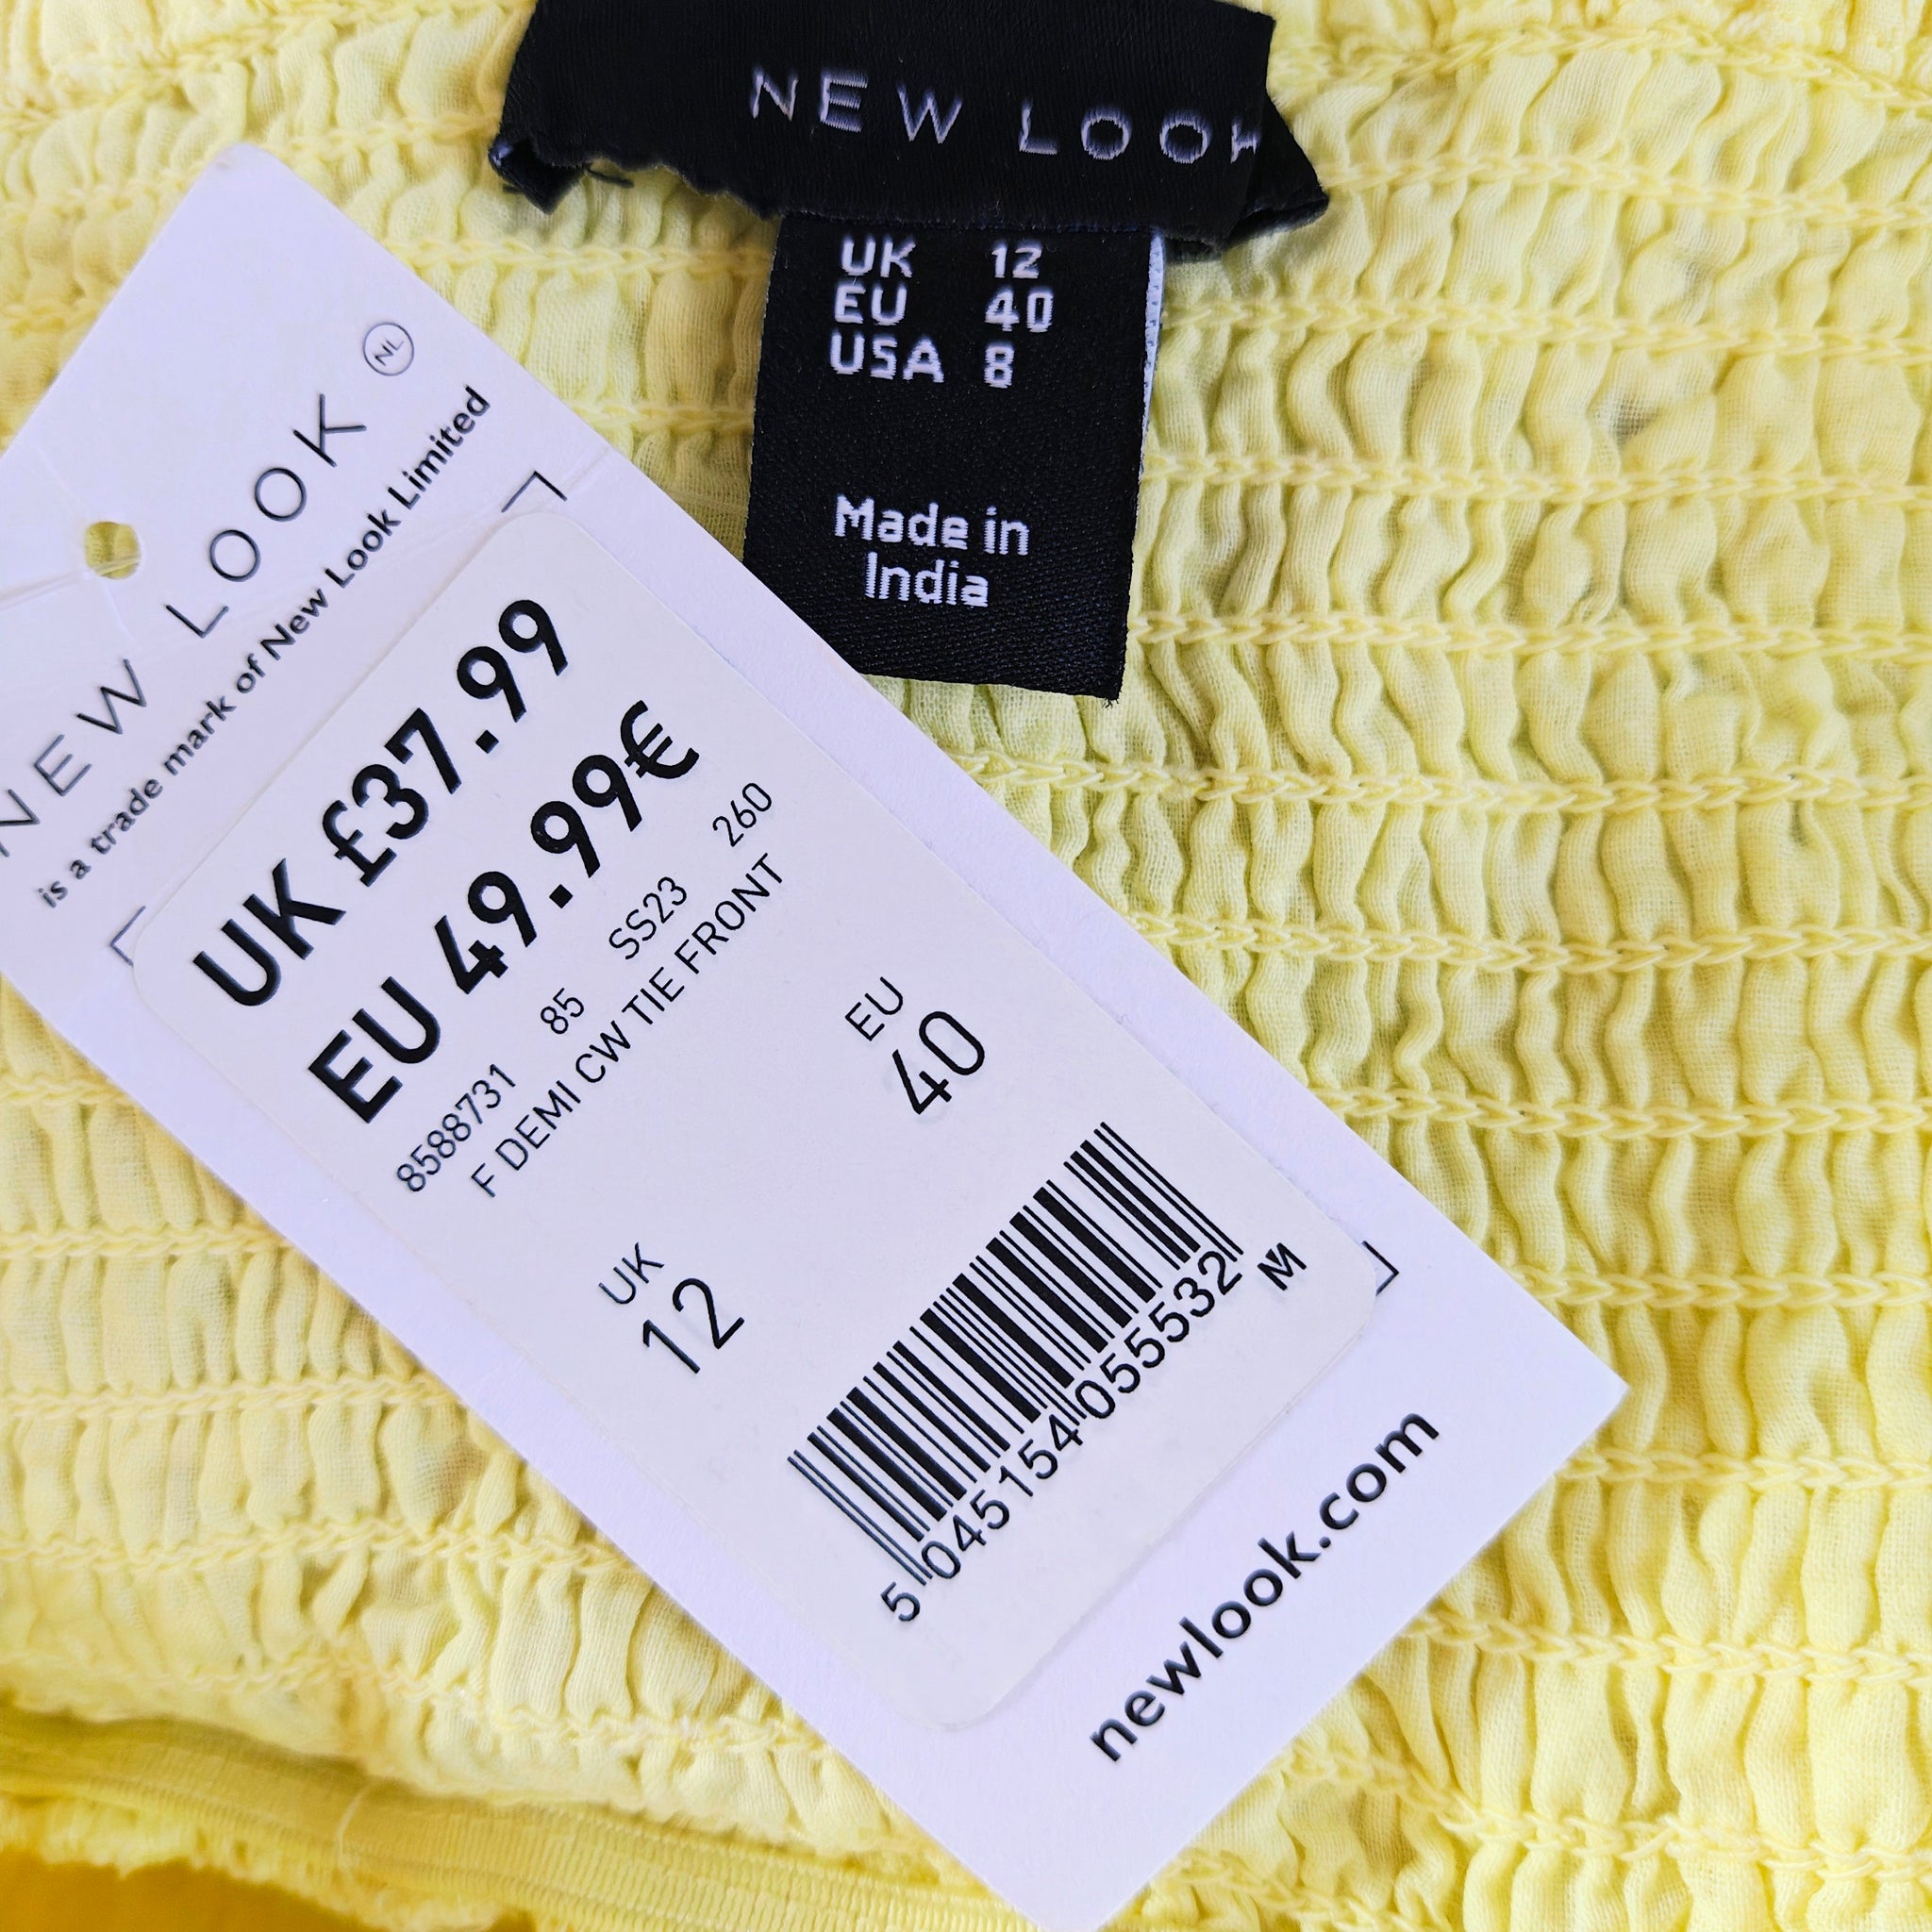 NEW LOOK
UK 12
EU 40
USA 8
Made in
India
NEW LOOK NL
is a trade mark of New Look Limited
UK £37.99
EU 49.99€
8588731 85 SS23 260
F DEMI CW TIE FRONT
UK EU
12 40
5 045154 055532 M
newlook.com